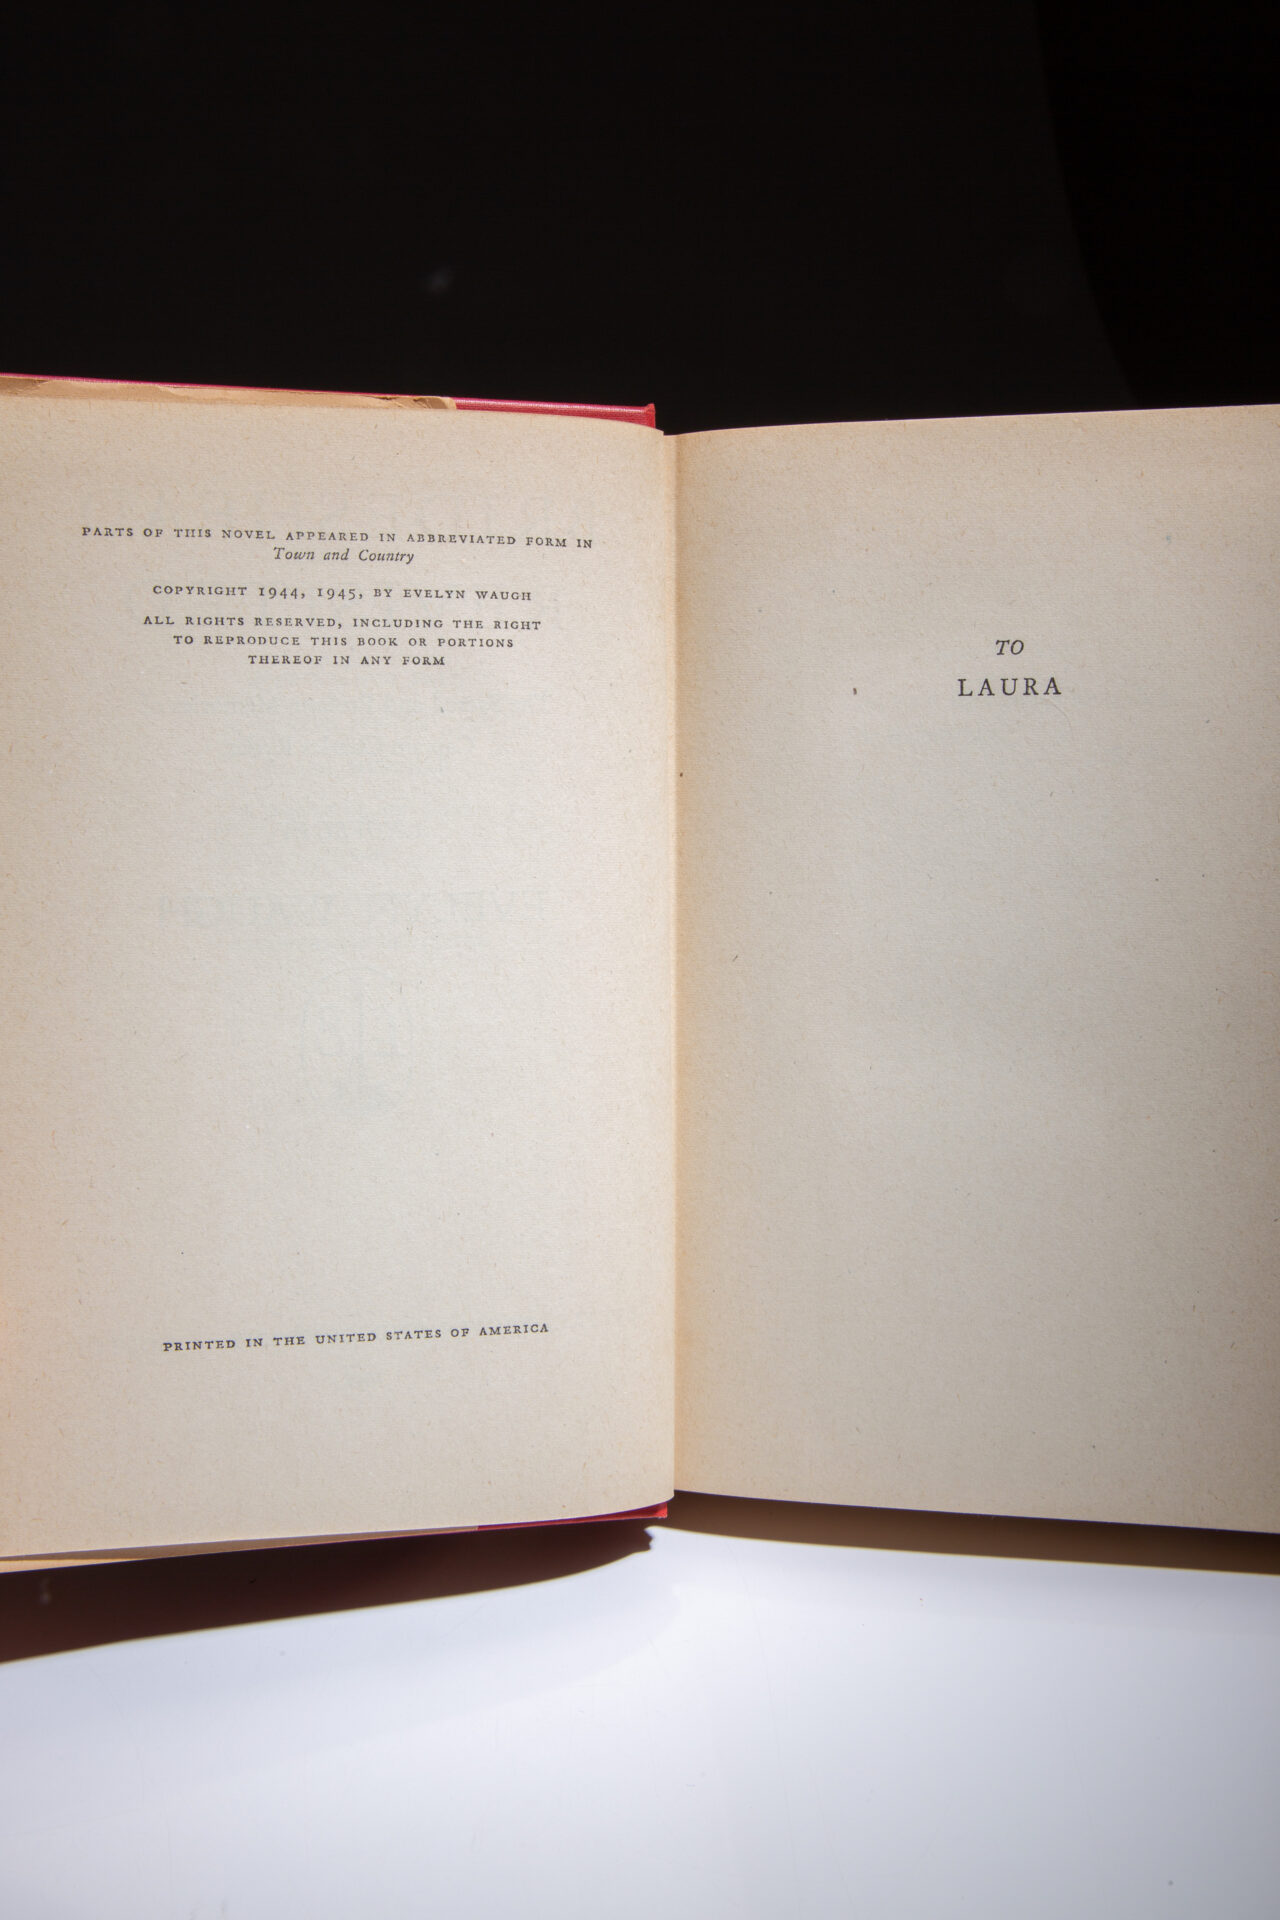 PARTS OF THIS NOVEL APPEARED IN ABBREVIATED FORM IN
Town and Country
COPYRIGHT 1944, 1945, BY EVELYN WAUGH
ALL RIGHTS RESERVED, INCLUDING THE RIGHT
TO REPRODUCE THIS BOOK OR PORTIONS
THEREOF IN ANY FORM
PRINTED IN THE UNITED STATES OF AMERICA
TO
LAURA